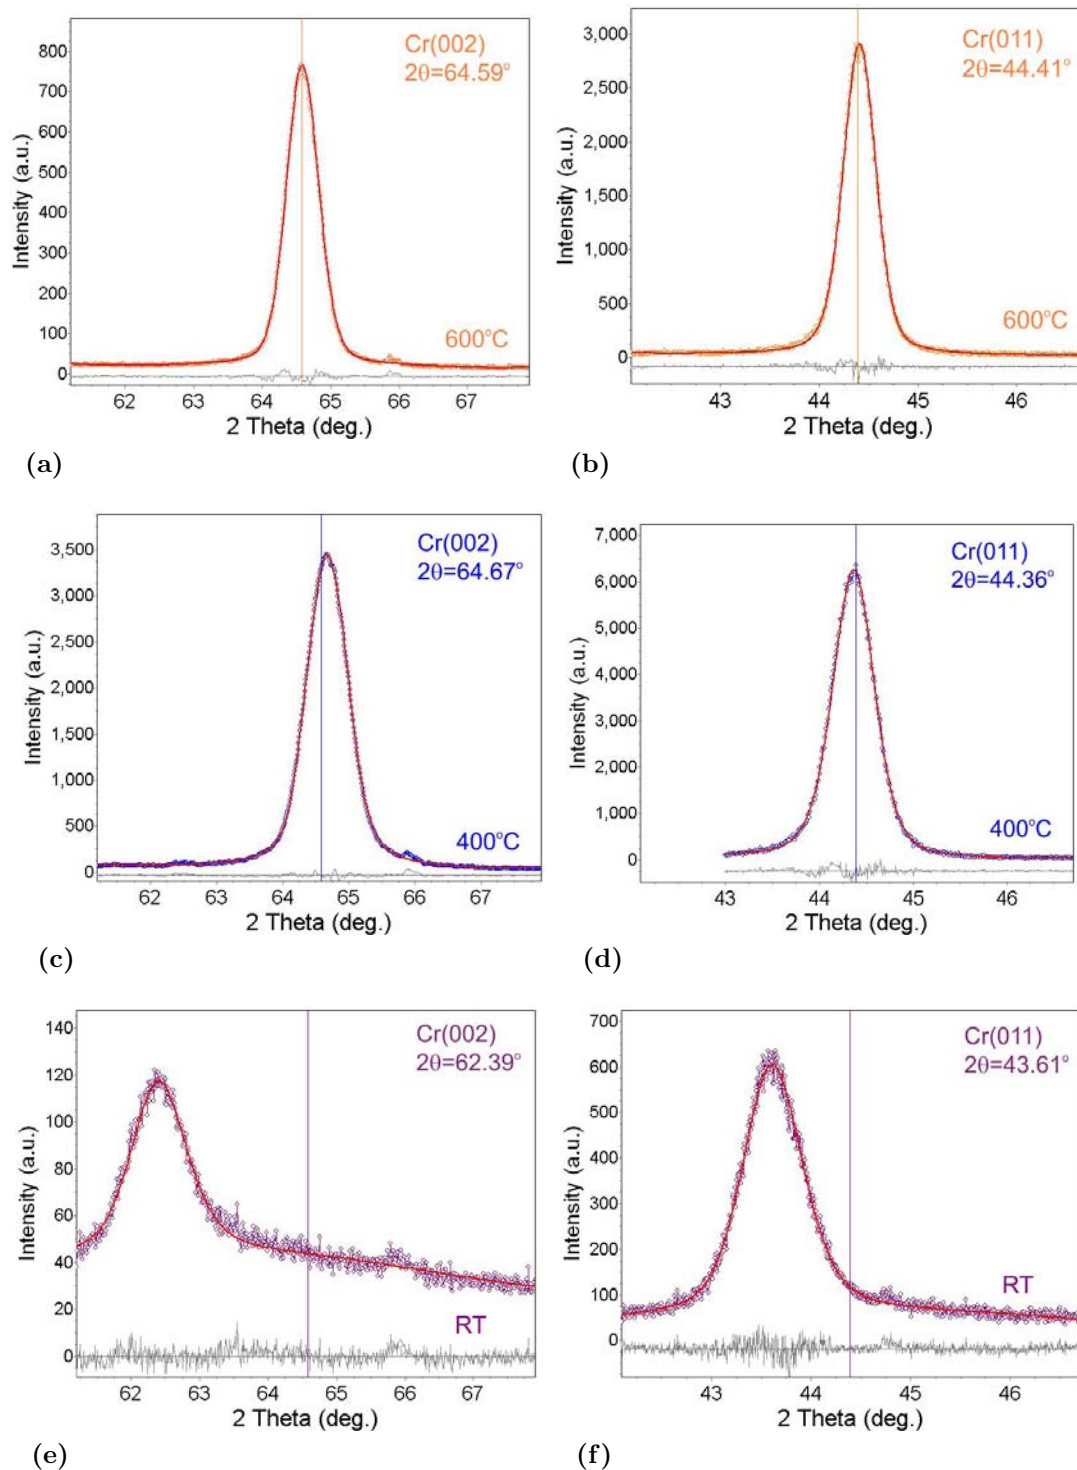 Cr(002)
2θ=64.59°
600°C
Intensity (a.u.)
800
700
600
500
400
300
200
100
0
62 63 64 65 66 67
2 Theta (deg.)
(a)
Cr(011)
2θ=44.41°
600°C
Intensity (a.u.)
3,000
2,500
2,000
1,500
1,000
500
0
43 44 45 46
2 Theta (deg.)
(b)
Cr(002)
2θ=64.67°
400°C
Intensity (a.u.)
3,500
3,000
2,500
2,000
1,500
1,000
500
0
62 63 64 65 66 67
2 Theta (deg.)
(c)
Cr(011)
2θ=44.36°
400°C
Intensity (a.u.)
7,000
6,000
5,000
4,000
3,000
2,000
1,000
0
43 44 45 46
2 Theta (deg.)
(d)
Cr(002)
2θ=62.39°
RT
Intensity (a.u.)
140
120
100
80
60
40
20
0
62 63 64 65 66 67
2 Theta (deg.)
(e)
Cr(011)
2θ=43.61°
RT
Intensity (a.u.)
700
600
500
400
300
200
100
0
43 44 45 46
2 Theta (deg.)
(f)